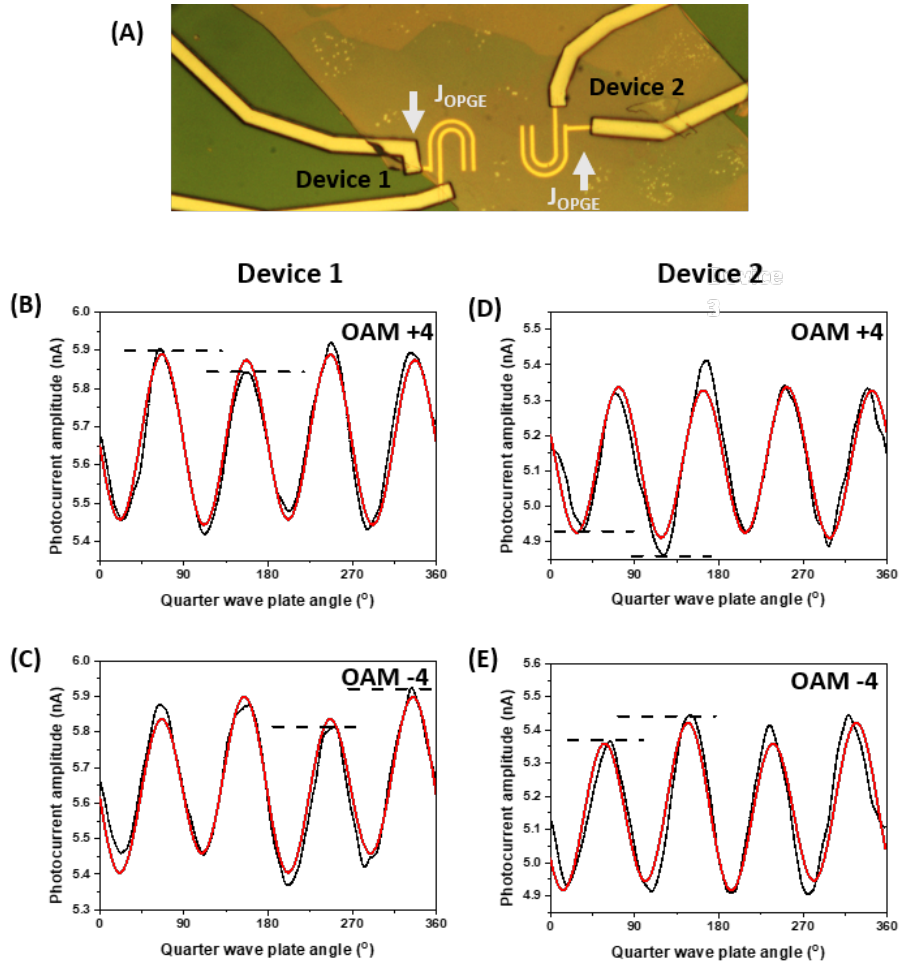 (A)
J_OPGE
Device 2
Device 1
J_OPGE
Device 1
Device 2
Device
3
(B)
OAM +4
Photocurrent amplitude (nA)
6.0
5.9
5.8
5.7
5.6
5.5
5.4
0
90
180
270
360
Quarter wave plate angle (°)
(D)
OAM +4
Photocurrent amplitude (nA)
5.5
5.4
5.3
5.2
5.1
5.0
4.9
0
90
180
270
360
Quarter wave plate angle (°)
(C)
OAM -4
Photocurrent amplitude (nA)
6.0
5.9
5.8
5.7
5.6
5.5
5.4
5.3
0
90
180
270
360
Quarter wave plate angle (°)
(E)
OAM -4
Photocurrent amplitude (nA)
5.6
5.5
5.4
5.3
5.2
5.1
5.0
4.9
0
90
180
270
360
Quarter wave plate angle (°)